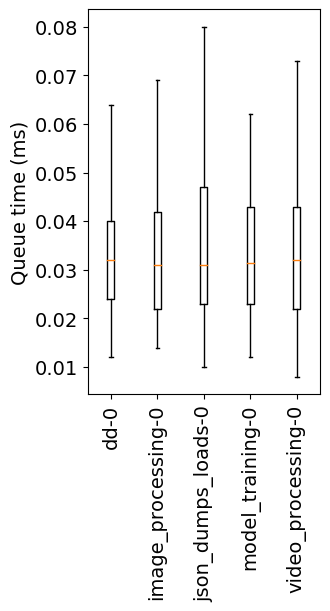 Queue time (ms)
0.08
0.07
0.06
0.05
0.04
0.03
0.02
0.01
dd-0
image_processing-0
json_dumps_loads-0
model_training-0
video_processing-0